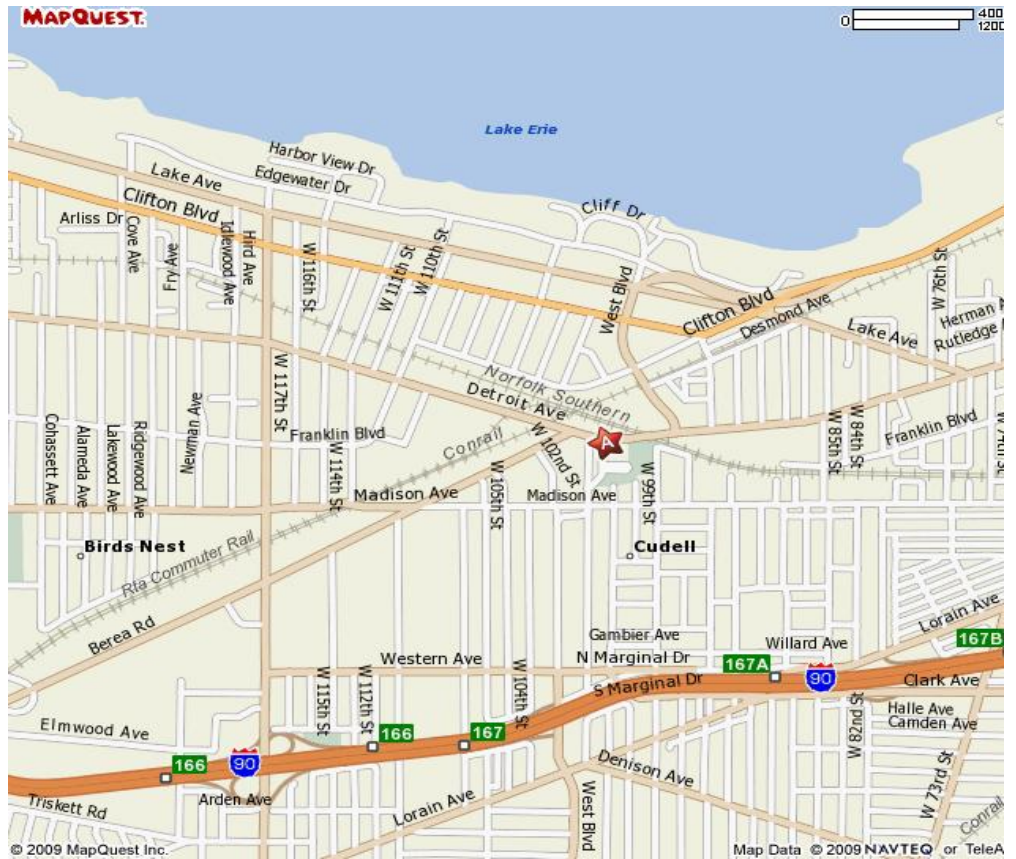 MAPQUEST.
0
400
1200
Lake Erie
Harbor View Dr
Edgewater Dr
Lake Ave
Clifton Blvd
Cliff Dr
Arliss Dr
Cove Ave
Fry Ave
Idlewood Ave
Hird Ave
W 116th St
W 111th St
W 110th St
West Blvd
Clifton Blvd
Desmond Ave
W 76th St
Herman A
Rutledge
Lake Ave
Norfolk Southern
Detroit Ave
W 117th St
Cohassett Ave
Alameda Ave
Lakewood Ave
Ridgewood Ave
Newman Ave
Franklin Blvd
Conrail
A
W 102nd St
W 85th St
W 84th St
Franklin Blvd
W 74th St
W 114th St
Madison Ave
W 105th St
Madison Ave
W 99th St
Birds Nest
Cudell
Rta Commuter Rail
Berea Rd
Lorain Ave
Gambier Ave
Willard Ave
167B
Western Ave
N Marginal Dr
167A
90
S Marginal Dr
Clark Ave
W 115th St
W 112th St
W 104th St
W 82nd St
Halle Ave
Camden Ave
Elmwood Ave
166
167
166
90
Denison Ave
W 73rd St
Arden Ave
Triskett Rd
Lorain Ave
West Blvd
Conrail
© 2009 MapQuest Inc.
Map Data © 2009 NAVTEQ or TeleA